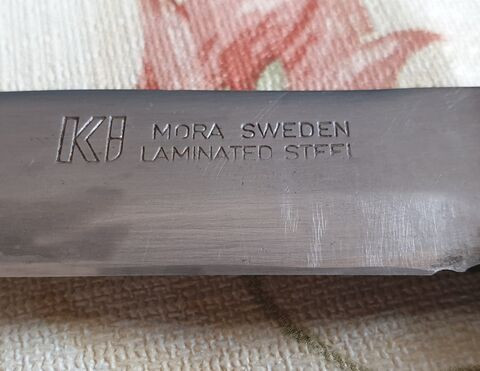 KJ MORA SWEDEN
LAMINATED STEEL